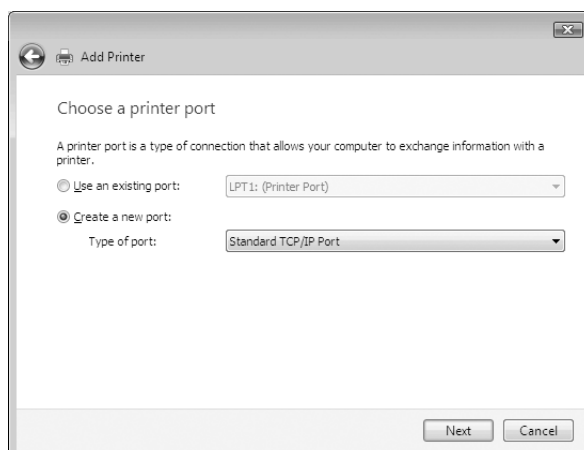 Add Printer
Choose a printer port
A printer port is a type of connection that allows your computer to exchange information with a
printer.
Use an existing port: LPT1: (Printer Port)
Create a new port:
Type of port: Standard TCP/IP Port
Next Cancel